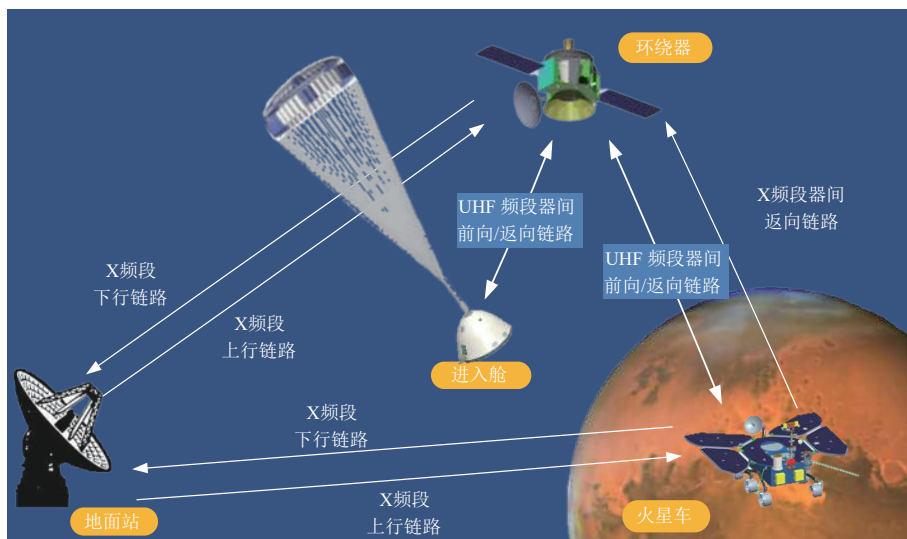 环绕器
UHF 频段器间
前向/返向链路
X频段器间
返向链路
UHF 频段器间
前向/返向链路
X频段
下行链路
X频段
上行链路
进入舱
X频段
下行链路
X频段
上行链路
地面站
火星车